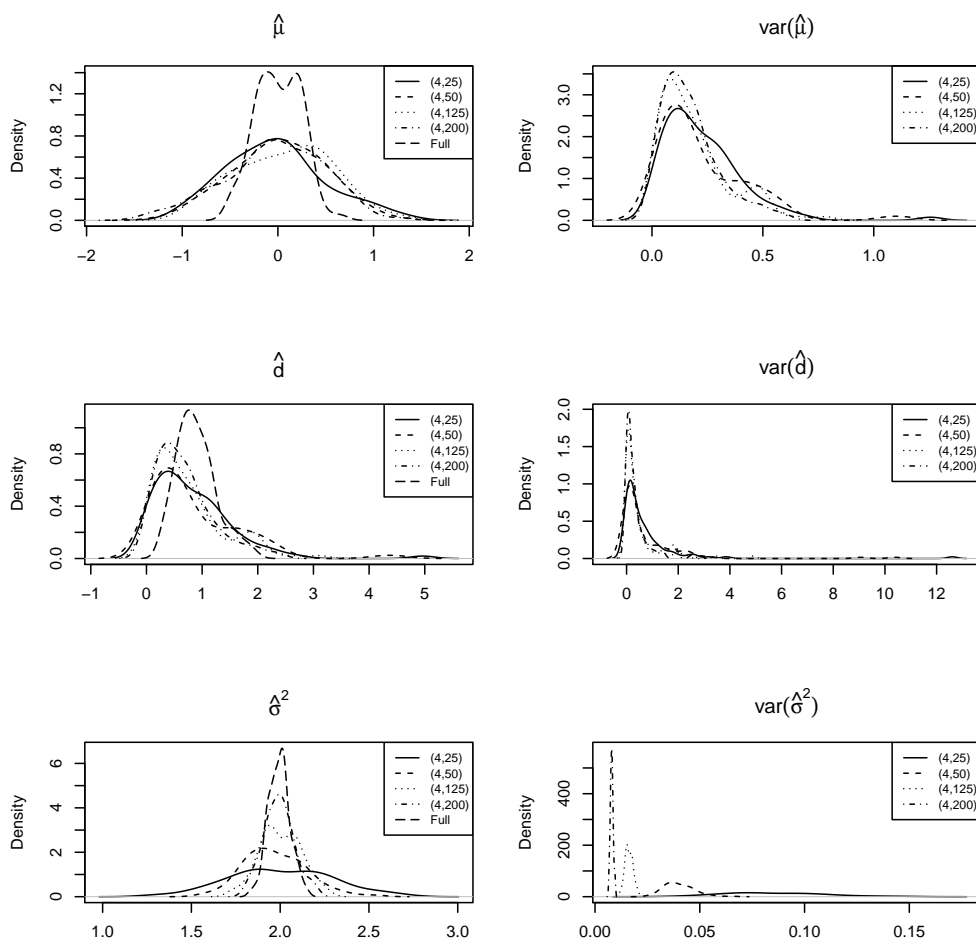 μ̂
Density
0.0 0.4 0.8 1.2
−2 −1 0 1 2
(4,25)
(4,50)
(4,125)
(4,200)
Full
var(μ̂)
Density
0.0 1.0 2.0 3.0
0.0 0.5 1.0
(4,25)
(4,50)
(4,125)
(4,200)
d̂
Density
0.0 0.4 0.8
−1 0 1 2 3 4 5
(4,25)
(4,50)
(4,125)
(4,200)
Full
var(d̂)
Density
0.0 0.5 1.0 1.5 2.0
0 2 4 6 8 10 12
(4,25)
(4,50)
(4,125)
(4,200)
σ̂²
Density
0 2 4 6
1.0 1.5 2.0 2.5 3.0
(4,25)
(4,50)
(4,125)
(4,200)
Full
var(σ̂²)
Density
0 200 400
0.00 0.05 0.10 0.15
(4,25)
(4,50)
(4,125)
(4,200)